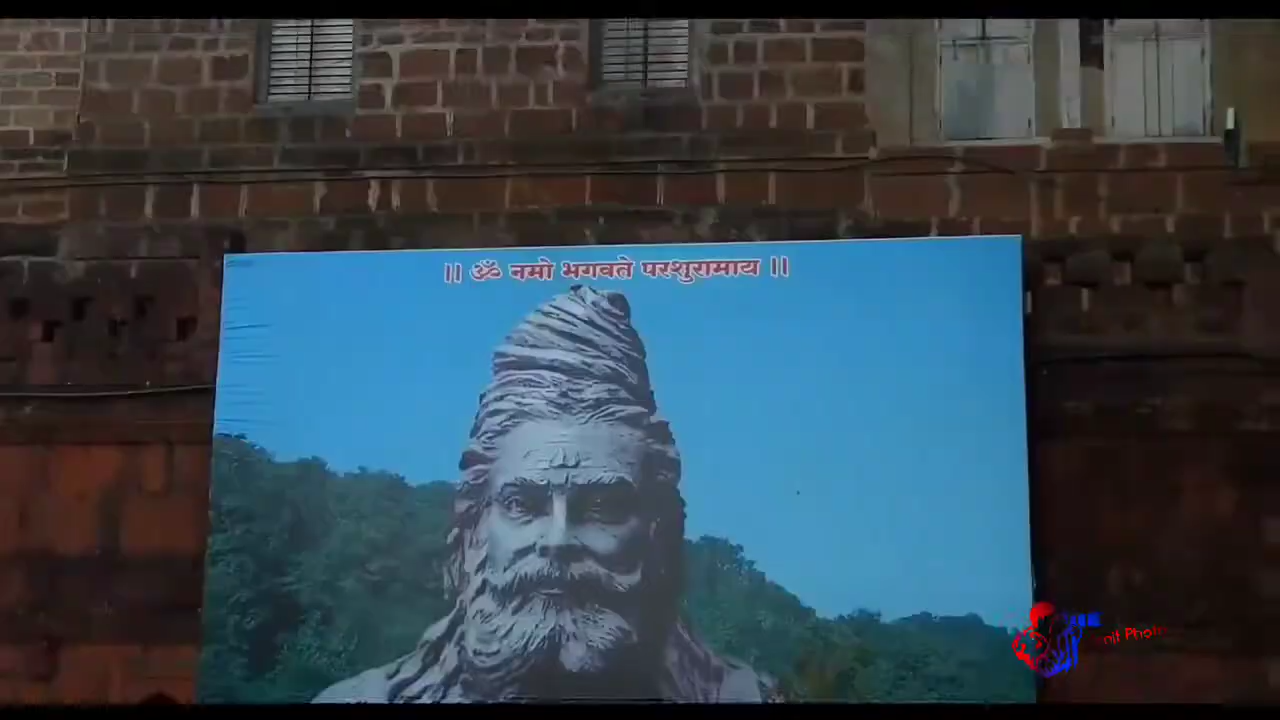 || ॐ नमो भगवते परशुरामाय ||